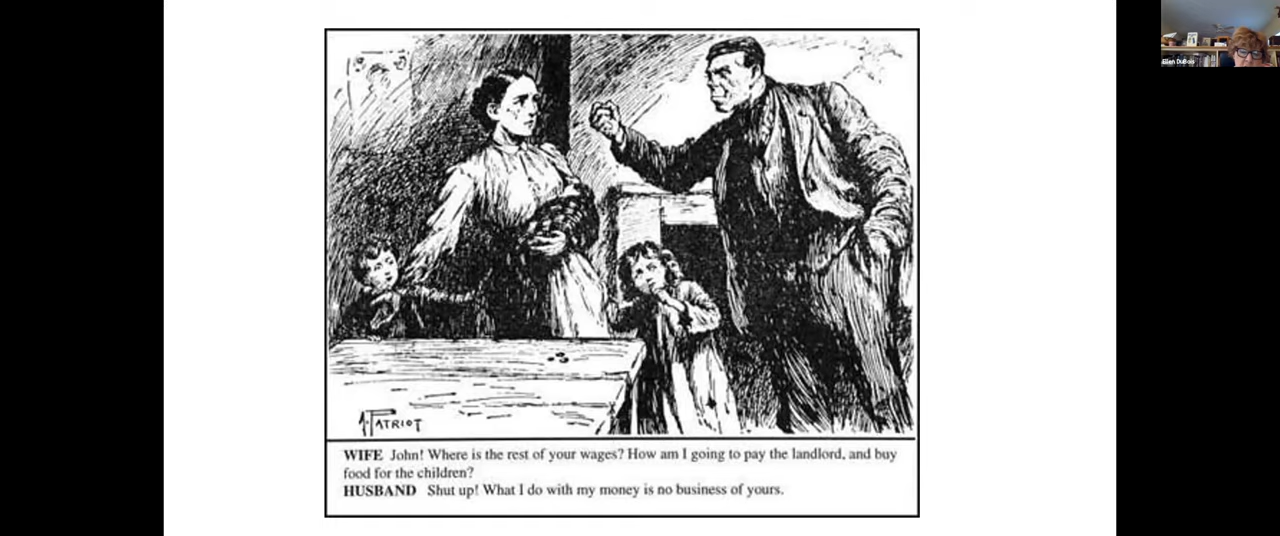 Ellen DuBois
A. PATRIOT
WIFE John! Where is the rest of your wages? How am I going to pay the landlord, and buy
food for the children?
HUSBAND Shut up! What I do with my money is no business of yours.